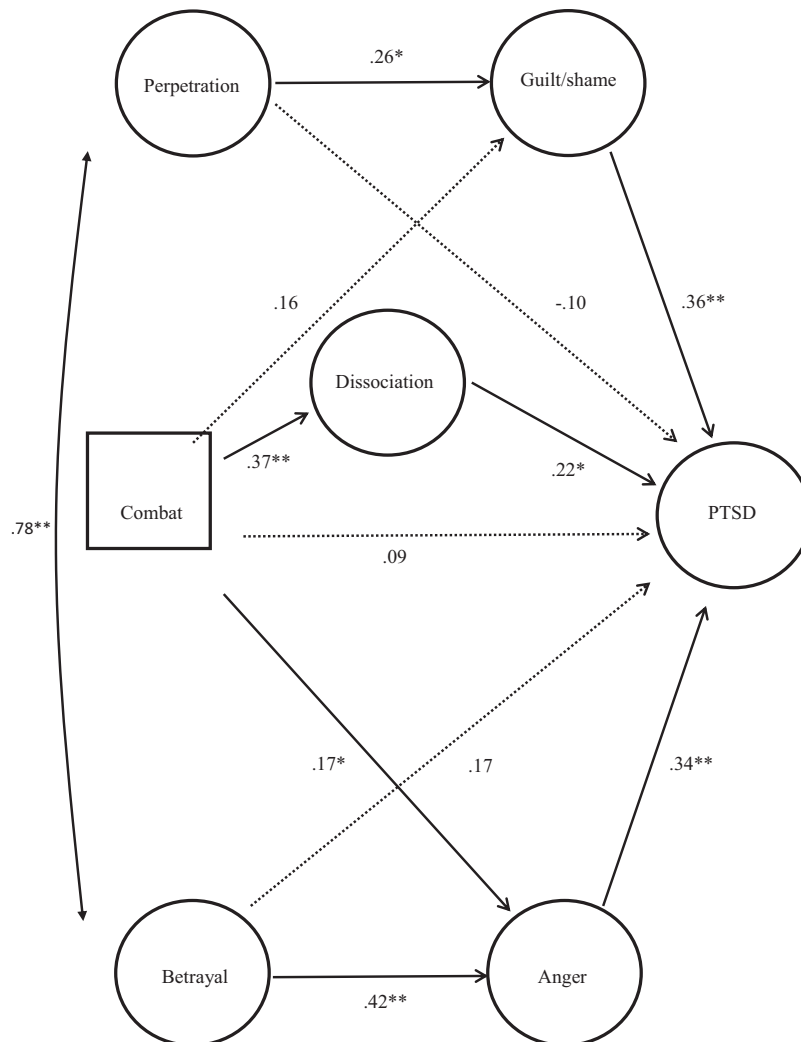 .26*
Perpetration
Guilt/shame
.16
-.10
.36**
Dissociation
.37**
.22*
Combat
PTSD
.78**
.09
.17*
.17
.34**
Betrayal
Anger
.42**